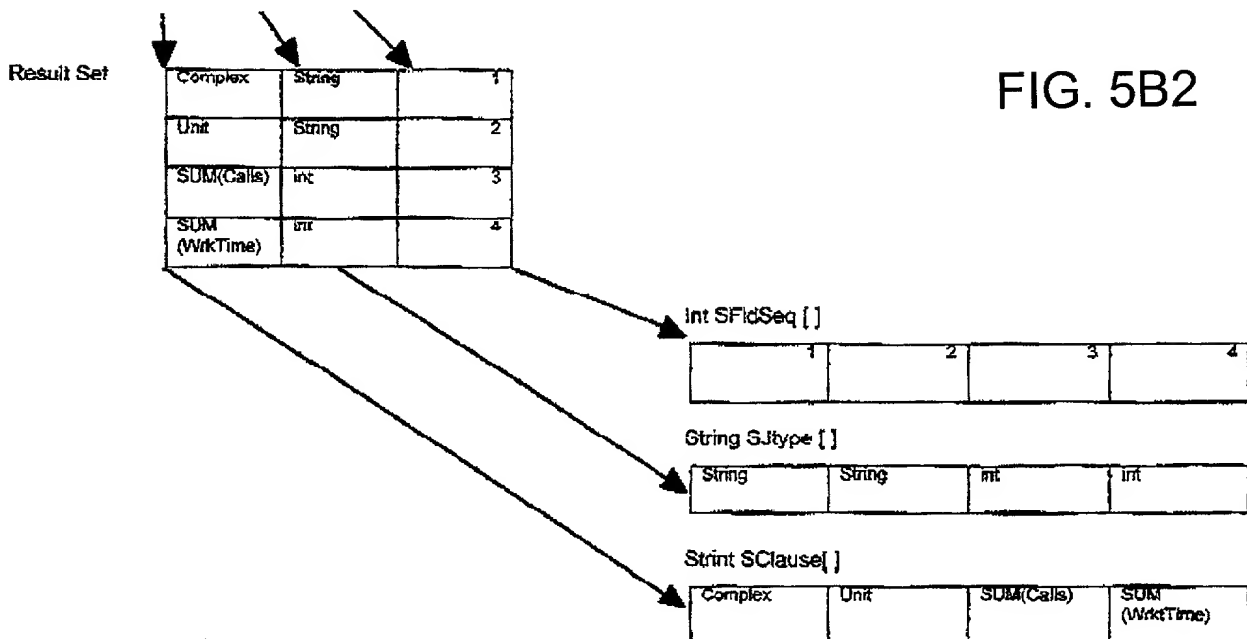 FIG. 5B2
Result Set
Complex String 1
Unit String 2
SUM(Calls) int 3
SUM int 4
(WrkTime)
Int SFldSeq [ ]
1 2 3 4
String SJtype [ ]
String String int int
Strint SClause[ ]
Complex Unit SUM(Calls) SUM
(WrktTime)